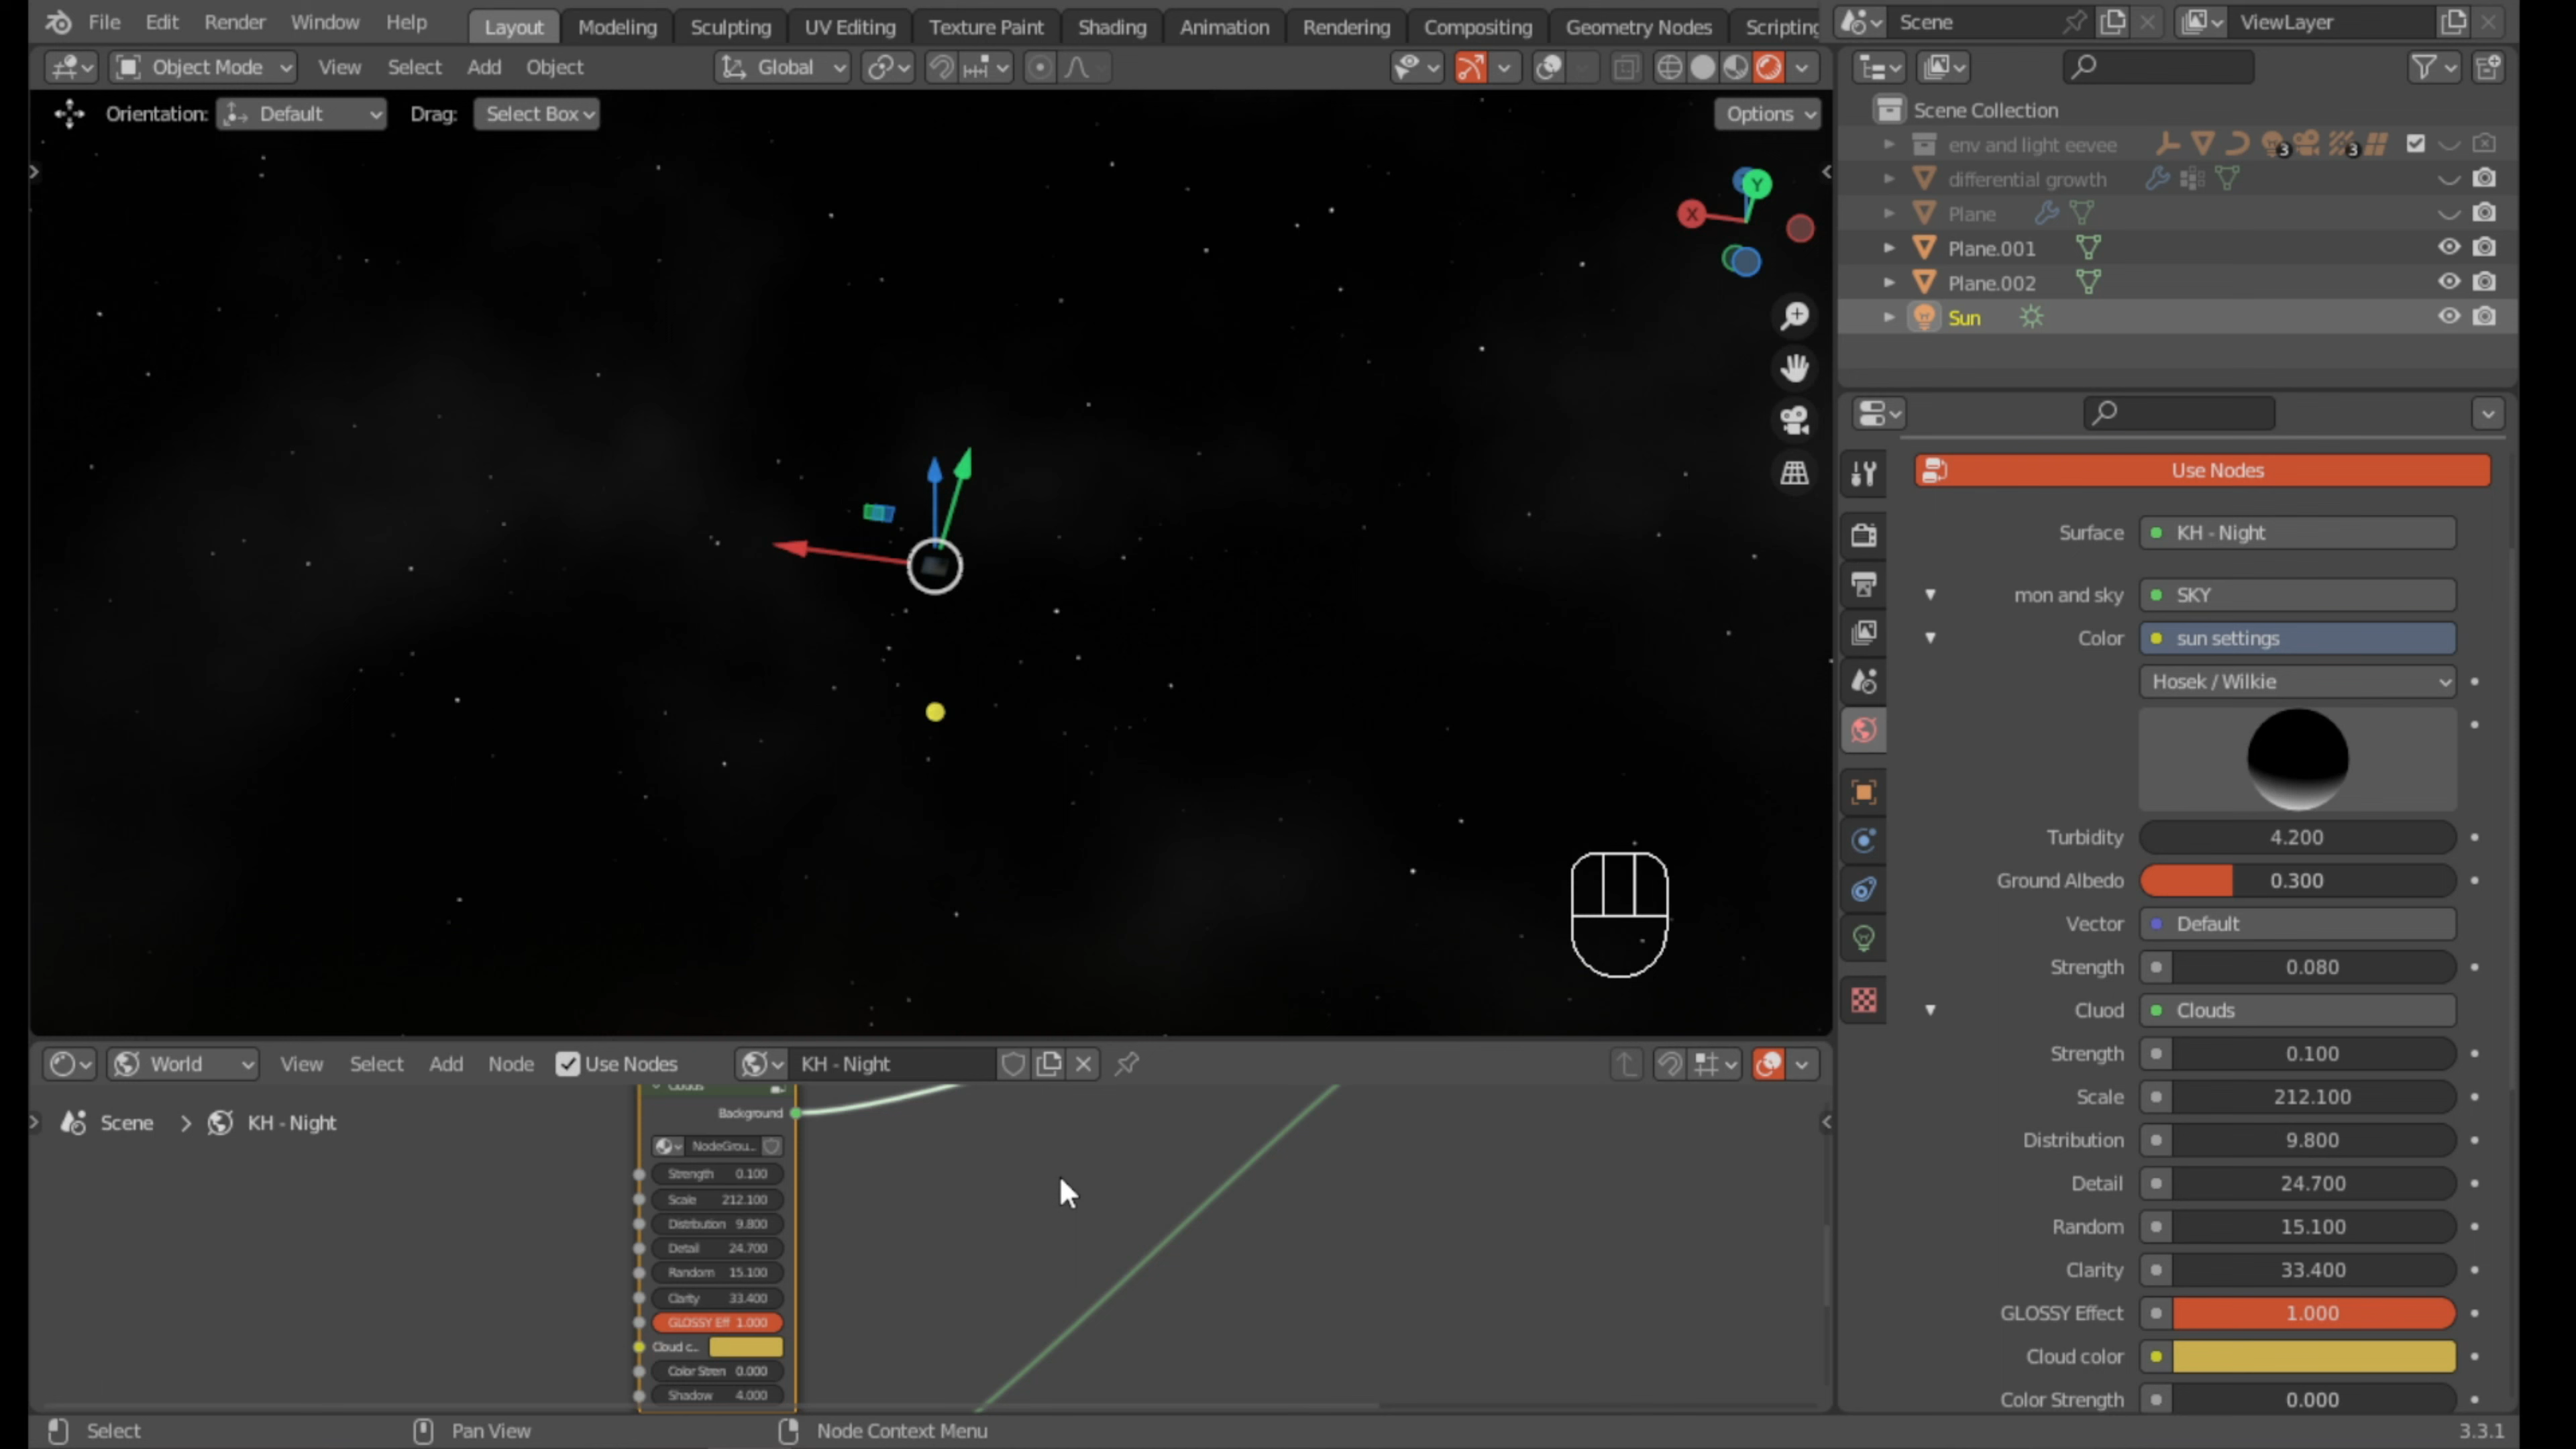 File Edit Render Window Help Layout Modeling Sculpting UV Editing Texture Paint Shading Animation Rendering Compositing Geometry Nodes Scripting Scene ViewLayer
Object Mode View Select Add Object Global
Orientation: Default Drag: Select Box Options
Y
X
Scene Collection
env and light eevee 3 3
differential growth
Plane
Plane.001
Plane.002
Sun
Use Nodes
Surface KH - Night
mon and sky SKY
Color sun settings
Hosek / Wilkie
Turbidity 4.200
Ground Albedo 0.300
Vector Default
Strength 0.080
Cluod Clouds
Strength 0.100
Scale 212.100
Distribution 9.800
Detail 24.700
Random 15.100
Clarity 33.400
GLOSSY Effect 1.000
Cloud color
Color Strength 0.000
World View Select Add Node Use Nodes KH - Night
Scene > KH - Night
Clouds
Background
NodeGrou...
Strength 0.100
Scale 212.100
Distribution 9.800
Detail 24.700
Random 15.100
Clarity 33.400
GLOSSY Eff 1.000
Cloud c...
Color Stren 0.000
Shadow 4.000
Select Pan View Node Context Menu 3.3.1